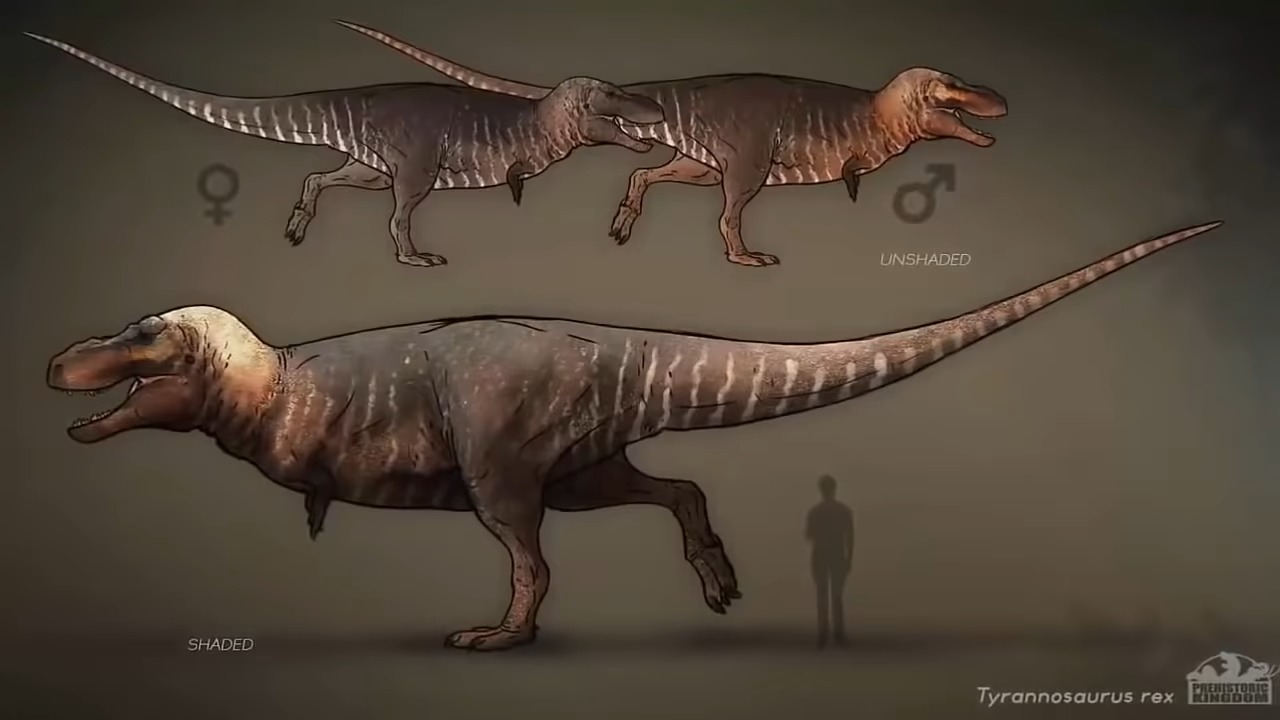 UNSHADED
SHADED
Tyrannosaurus rex
PREHISTORIC
KINGDOM